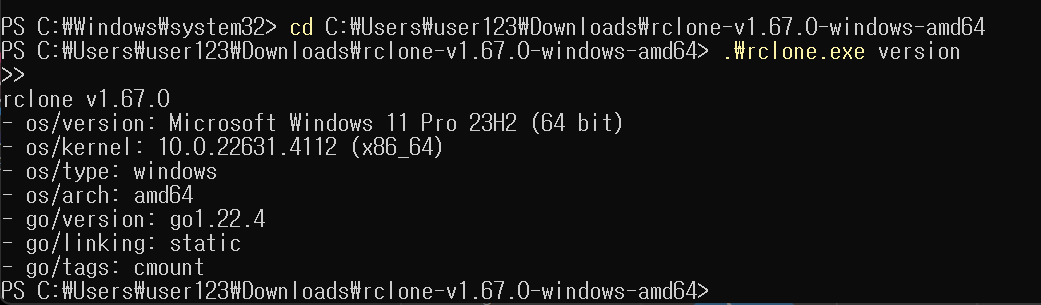 PS C:₩Windows₩system32> cd C:₩Users₩user123₩Downloads₩rclone-v1.67.0-windows-amd64
PS C:₩Users₩user123₩Downloads₩rclone-v1.67.0-windows-amd64> .₩rclone.exe version
>>
rclone v1.67.0
- os/version: Microsoft Windows 11 Pro 23H2 (64 bit)
- os/kernel: 10.0.22631.4112 (x86_64)
- os/type: windows
- os/arch: amd64
- go/version: go1.22.4
- go/linking: static
- go/tags: cmount
PS C:₩Users₩user123₩Downloads₩rclone-v1.67.0-windows-amd64>